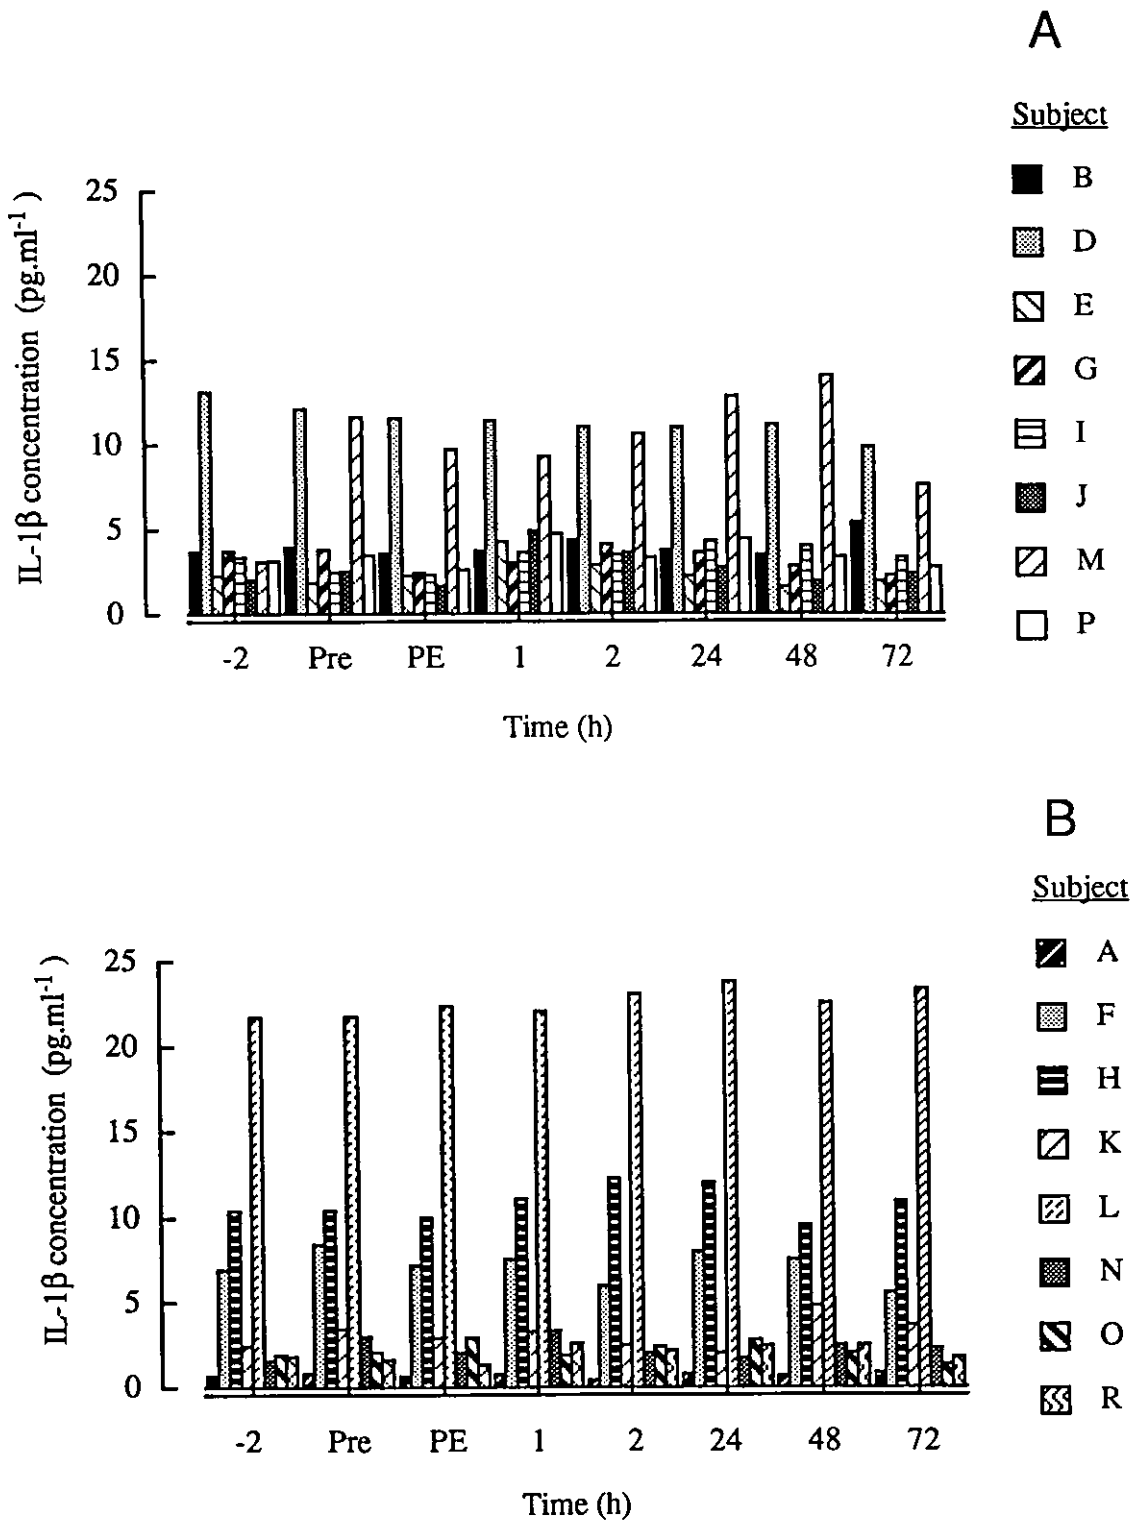 A
Subject
B
D
E
G
I
J
M
P
IL-1β concentration (pg.ml-1)
25
20
15
10
5
0
-2 Pre PE 1 2 24 48 72
Time (h)
B
Subject
A
F
H
K
L
N
O
R
IL-1β concentration (pg.ml-1)
25
20
15
10
5
0
-2 Pre PE 1 2 24 48 72
Time (h)